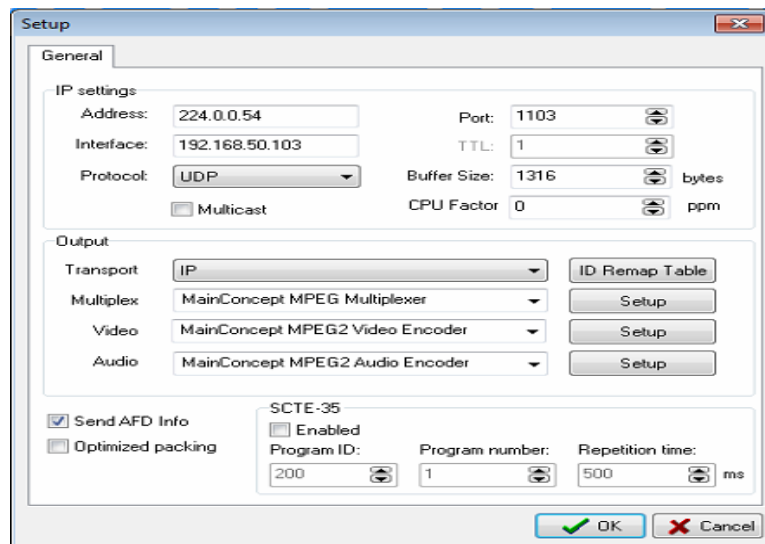 Setup
General
IP settings
Address: 224.0.0.54 Port: 1103
Interface: 192.168.50.103 TTL: 1
Protocol: UDP Buffer Size: 1316 bytes
Multicast CPU Factor 0 ppm
Output
Transport IP ID Remap Table
Multiplex MainConcept MPEG Multiplexer Setup
Video MainConcept MPEG2 Video Encoder Setup
Audio MainConcept MPEG2 Audio Encoder Setup
Send AFD Info
Optimized packing
SCTE-35
Enabled
Program ID: Program number: Repetition time:
200 1 500 ms
OK Cancel